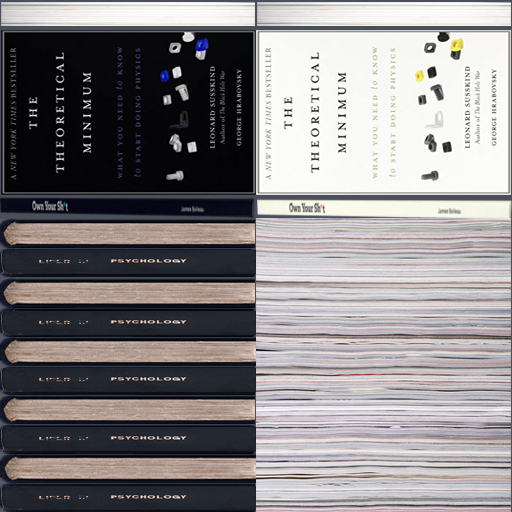 A NEW YORK TIMES BESTSELLER
THE
THEORETICAL
MINIMUM
WHAT YOU NEED to KNOW
to START DOING PHYSICS
LEONARD SUSSKIND
Author of The Black Hole War
GEORGE HRABOVSKY
A NEW YORK TIMES BESTSELLER
THE
THEORETICAL
MINIMUM
WHAT YOU NEED to KNOW
to START DOING PHYSICS
LEONARD SUSSKIND
Author of The Black Hole War
GEORGE HRABOVSKY
Own Your Sh*t
Own Your Sh*t
PSYCHOLOGY
PSYCHOLOGY
PSYCHOLOGY
PSYCHOLOGY
PSYCHOLOGY